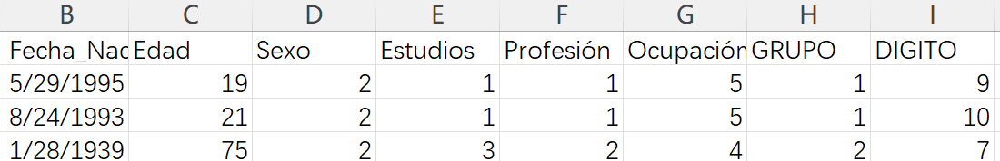 B C D E F G H I
Fecha_Nac Edad Sexo Estudios Profesión Ocupación GRUPO DIGITO
5/29/1995 19 2 1 1 5 1 9
8/24/1993 21 2 1 1 5 1 10
1/28/1939 75 2 3 2 4 2 7